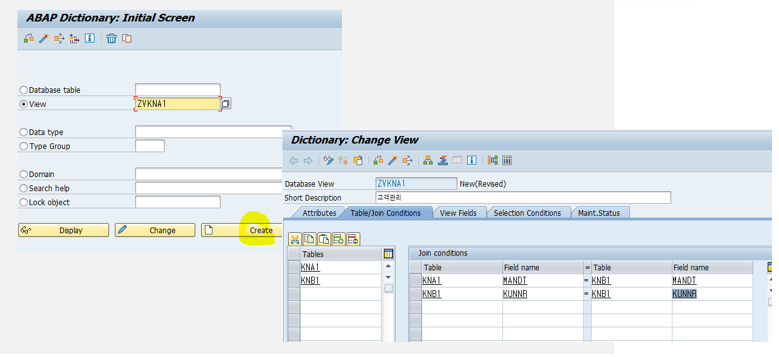 ABAP Dictionary: Initial Screen
Database table
View ZVKNA1
Data type
Type Group
Domain
Search help
Lock object
Display Change Create
Dictionary: Change View
Database View ZVKNA1 New(Revised)
Short Description 고객관리
Attributes Table/Join Conditions View Fields Selection Conditions Maint.Status
Tables
KNA1
KNB1
Join conditions
Table Field name = Table Field name
KNA1 MANDT = KNB1 MANDT
KNB1 KUNNR = KNB1 KUNNR